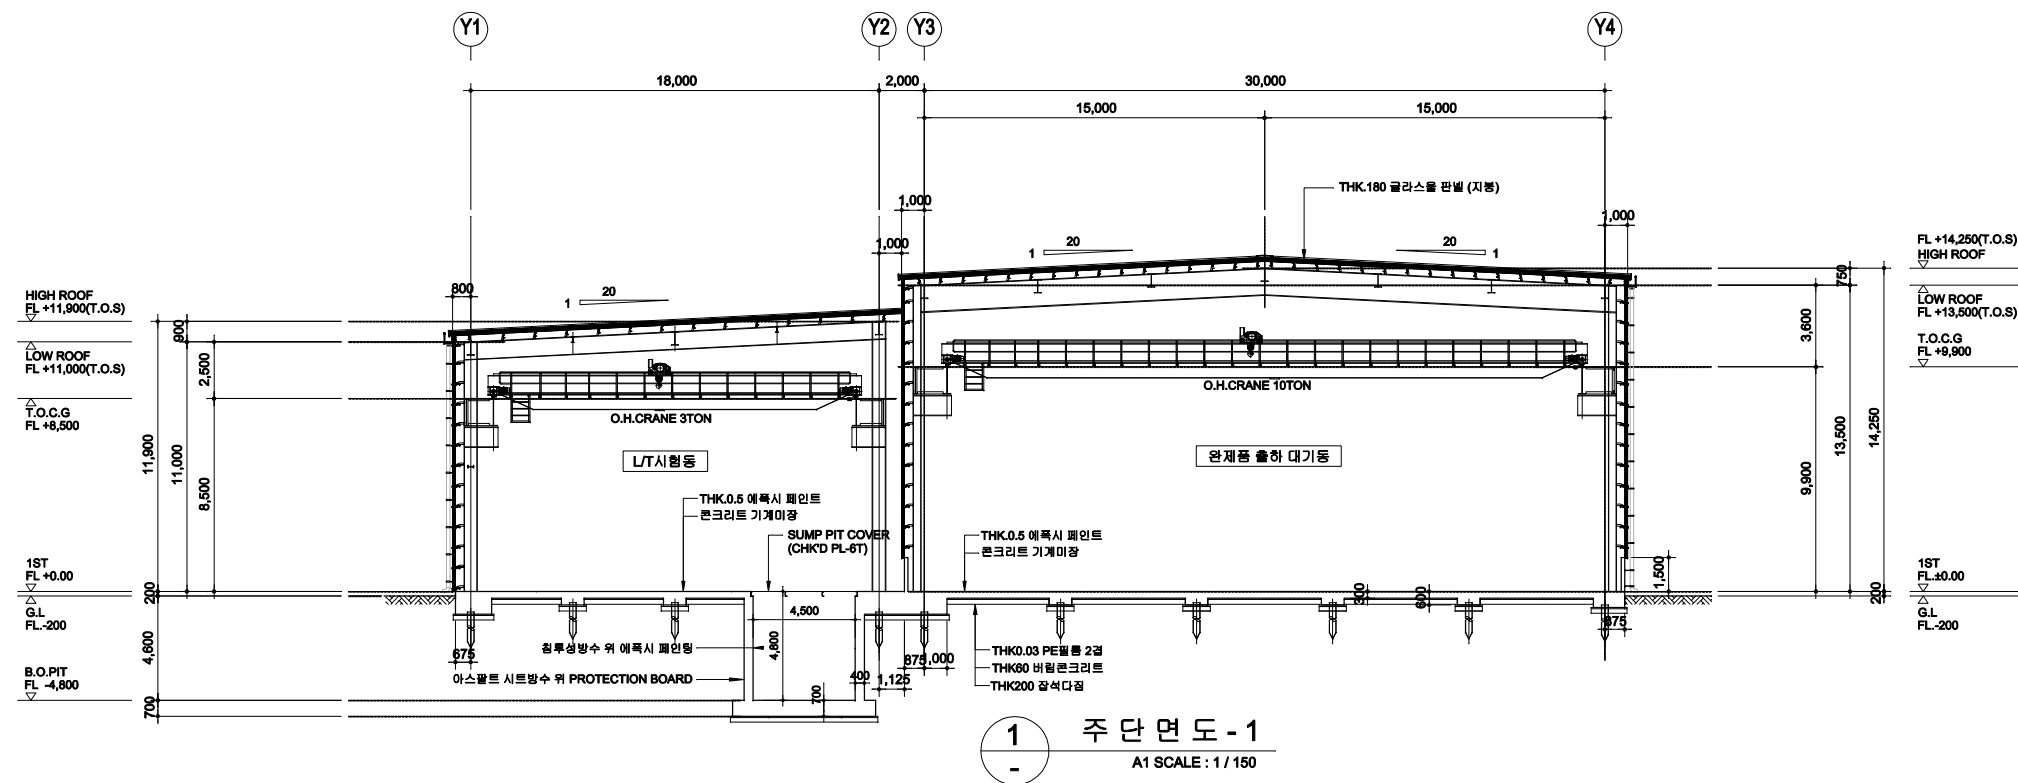 Y1
Y2
Y3
Y4
18,000
2,000
30,000
15,000
15,000
THK.180 글라스울 판넬 (지붕)
1,000
1,000
1,000
20
1
20
1
FL +14,250(T.O.S)
HIGH ROOF
750
LOW ROOF
FL +13,500(T.O.S)
3,600
T.O.C.G
FL +9,900
HIGH ROOF
FL +11,900(T.O.S)
800
20
1
900
LOW ROOF
FL +11,000(T.O.S)
2,500
T.O.C.G
FL +8,500
O.H.CRANE 3TON
O.H.CRANE 10TON
11,900
11,000
8,500
L/T시험동
완제품 출하 대기동
9,900
13,500
14,250
THK.0.5 에폭시 페인트
콘크리트 기계미장
SUMP PIT COVER
(CHK'D PL-6T)
THK.0.5 에폭시 페인트
콘크리트 기계미장
1ST
FL +0.00
200
G.L
FL.-200
1,500
1ST
FL.±0.00
200
G.L
FL.-200
300
600
4,500
4,800
4,600
675
침투성방수 위 에폭시 페인팅
아스팔트 시트방수 위 PROTECTION BOARD
400
1,125
875
1,000
875
THK0.03 PE필름 2겹
THK60 버림콘크리트
THK200 잡석다짐
B.O.PIT
FL -4,800
700
700
1
-
주 단 면 도 - 1
A1 SCALE : 1 / 150